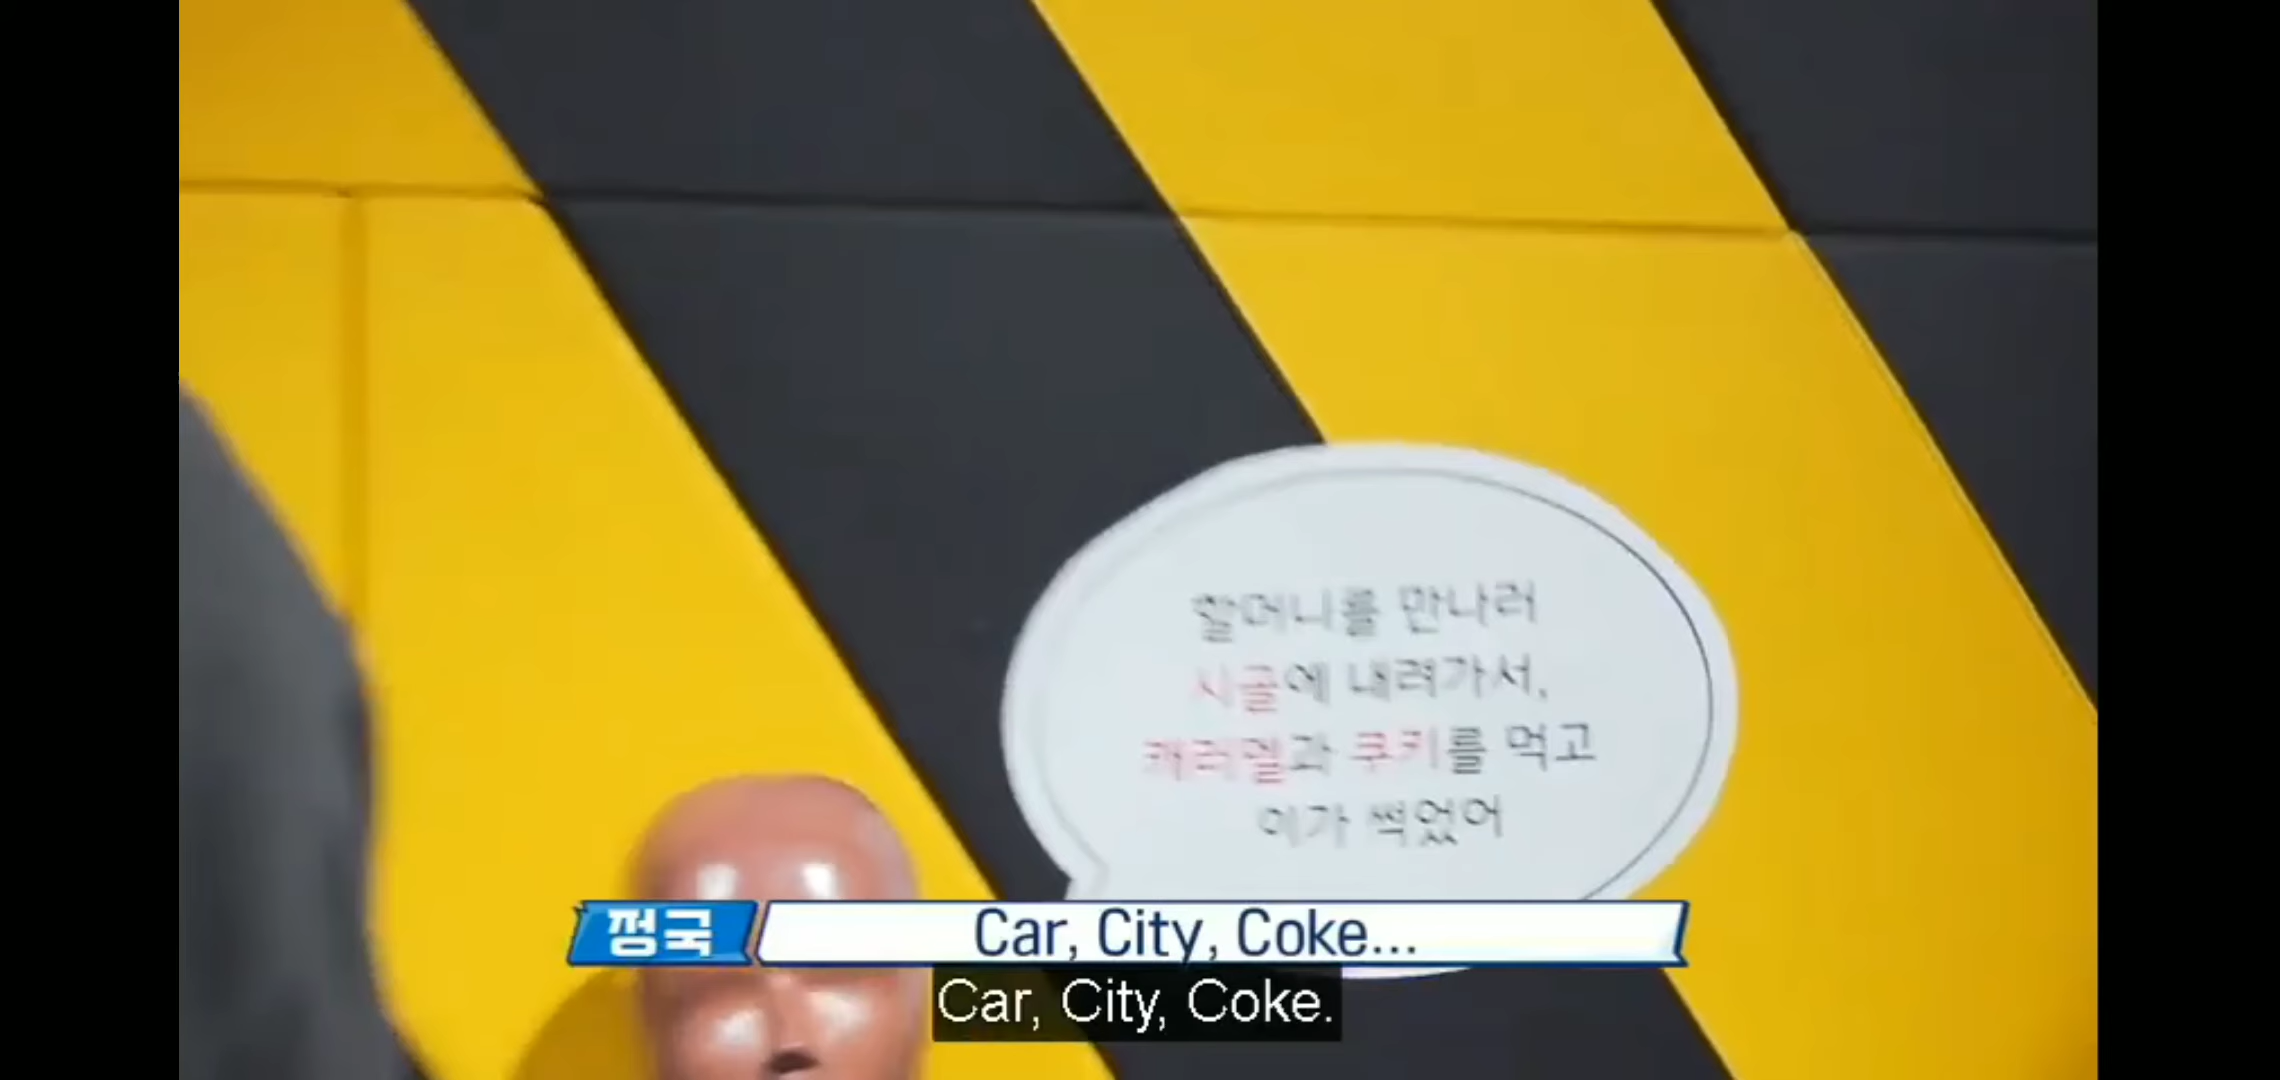 할머니를 만나러
시골에 내려가서,
캐러멜과 쿠키를 먹고
이가 썩었어
정국 Car, City, Coke...
Car, City, Coke.